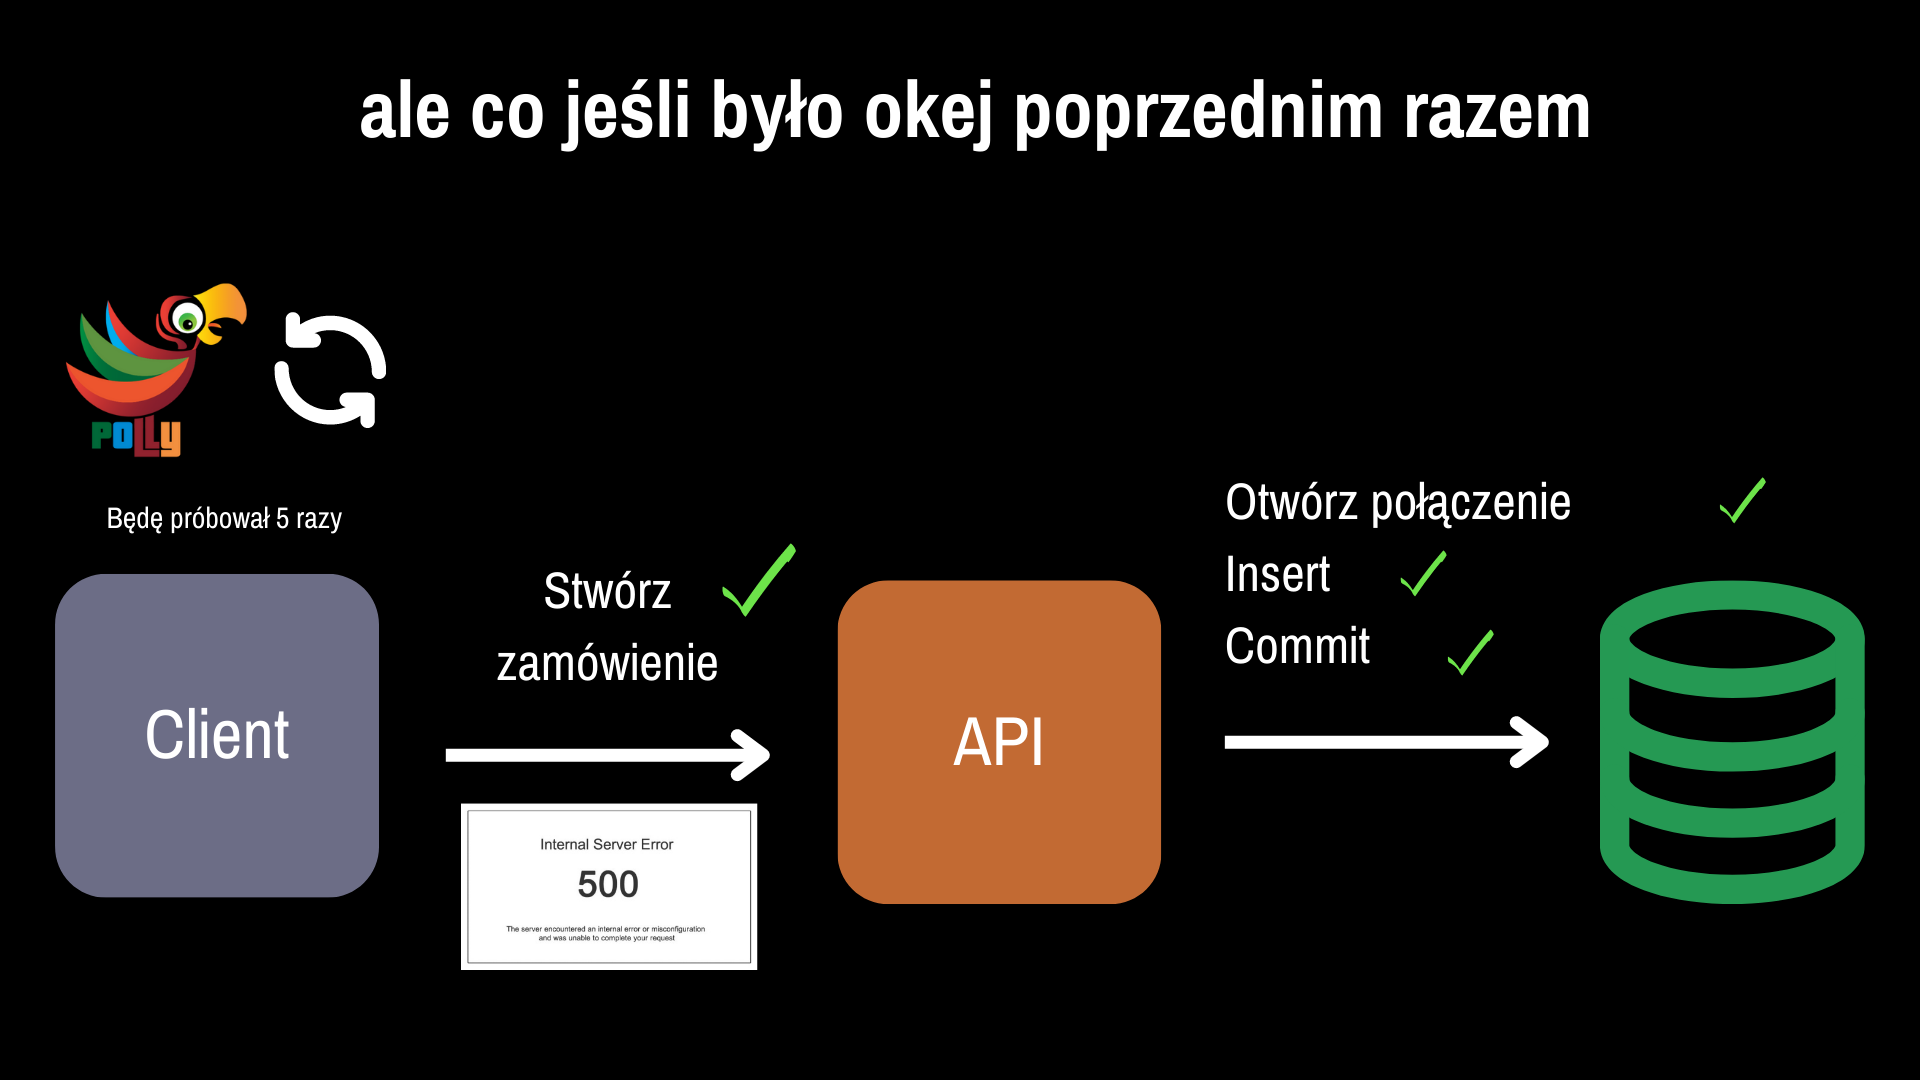 ale co jeśli było okej poprzednim razem
POLLY
Będę próbował 5 razy
Client
Stwórz
zamówienie
Internal Server Error
500
The server encountered an internal error or misconfiguration
and was unable to complete your request
API
Otwórz połączenie
Insert
Commit